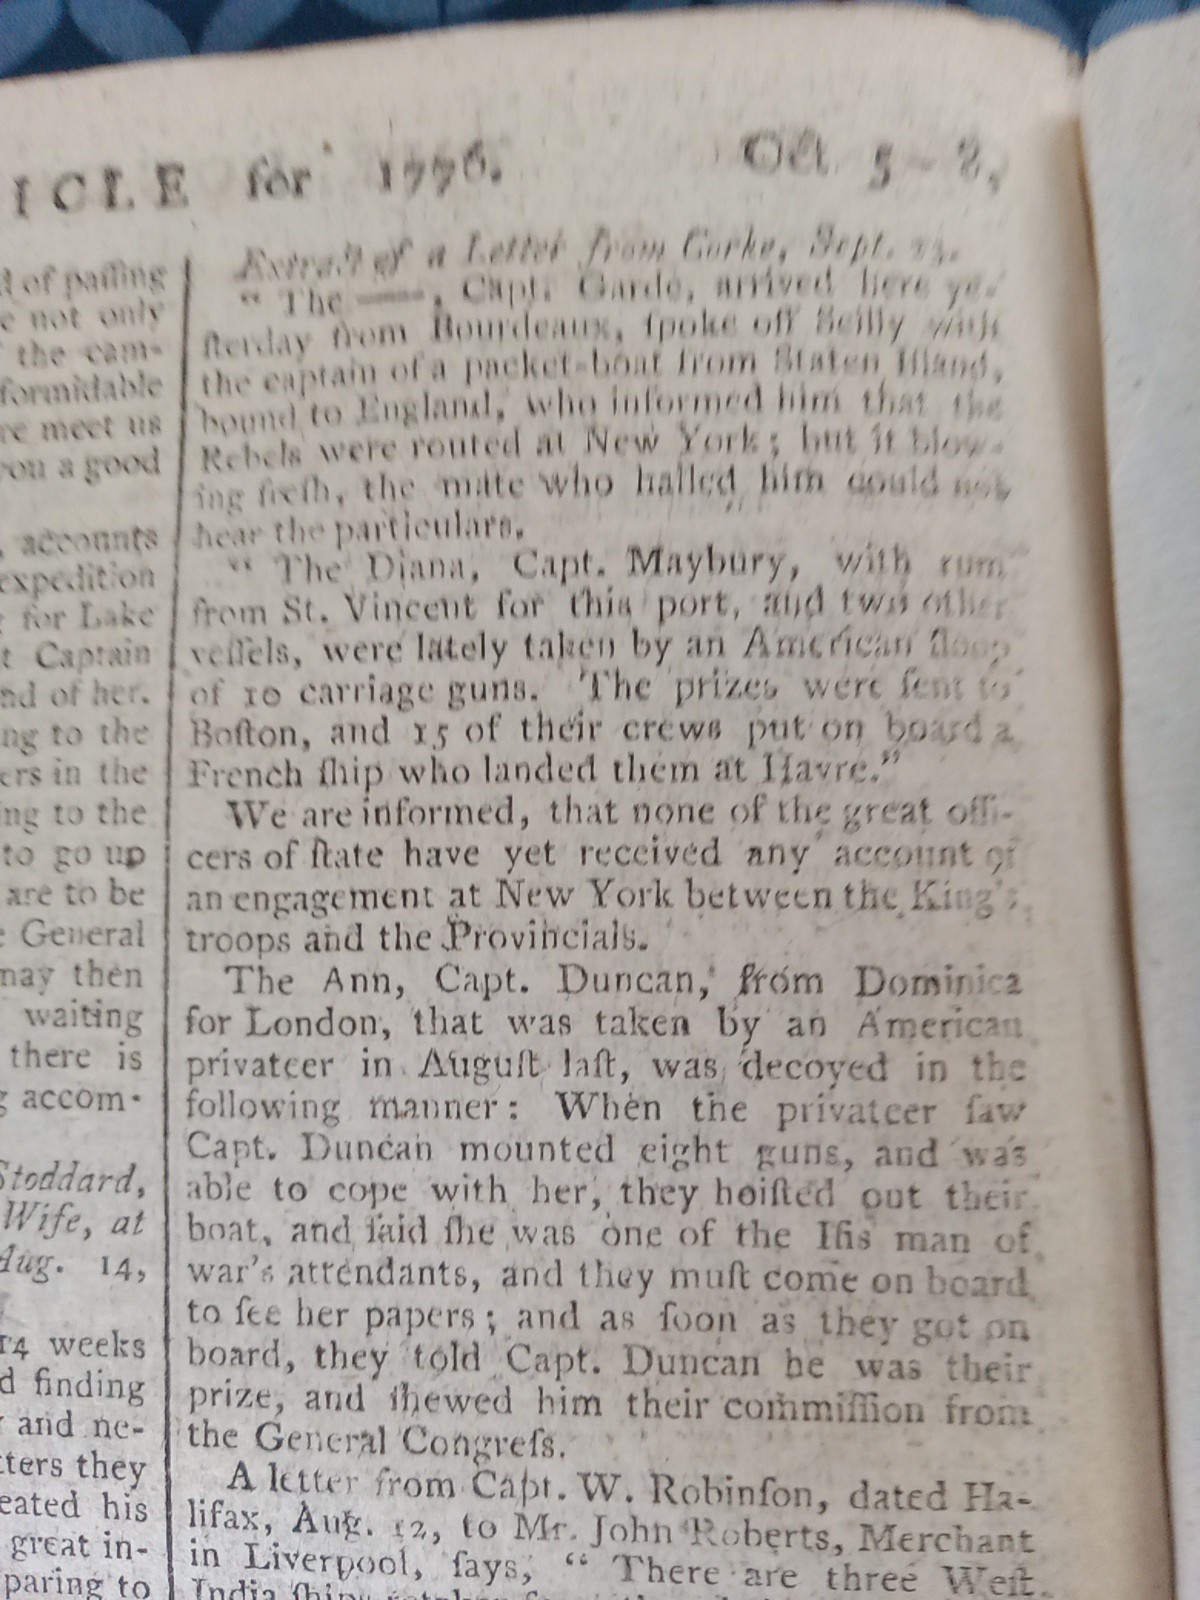 ICLE for 1776. Oct. 5-8,
of paſſing
e not only
the cam-
formidable
re meet us
you a good
, accounts
expedition
for Lake
t Captain
nd of her.
ng to the
ers in the
ing to the
to go up
are to be
e General
may then
waiting
there is
g accom-
Stoddard,
Wife, at
Aug. 14,
14 weeks
d finding
and ne-
tters they
eated his
great in-
paring to
Extract of a Letter from Corke, Sept. 23.
“ The ——, Capt. Garde, arrived here ye-
ſterday from Bourdeaux, ſpoke off Scilly with
the captain of a packet-boat from Staten Iſland,
bound to England, who informed him that the
Rebels were routed at New York; but it blow-
ing freſh, the mate who halled him could not
hear the particulars.
“ The Diana, Capt. Maybury, with rum
from St. Vincent for this port, and two other
veſſels, were lately taken by an American ſloop
of 10 carriage guns. The prizes were ſent to
Boſton, and 15 of their crews put on board a
French ſhip who landed them at Havre.”
We are informed, that none of the great offi-
cers of ſtate have yet received any account of
an engagement at New York between the King's
troops and the Provincials.
The Ann, Capt. Duncan, from Dominica
for London, that was taken by an American
privateer in Auguſt laſt, was decoyed in the
following manner: When the privateer ſaw
Capt. Duncan mounted eight guns, and was
able to cope with her, they hoiſted out their
boat, and ſaid ſhe was one of the Iſis man of
war's attendants, and they muſt come on board
to ſee her papers; and as ſoon as they got on
board, they told Capt. Duncan he was their
prize, and ſhewed him their commiſſion from
the General Congreſs.
A letter from Capt. W. Robinſon, dated Ha-
lifax, Aug. 12, to Mr. John Roberts, Merchant
in Liverpool, ſays, “ There are three Weſt
India ſhips